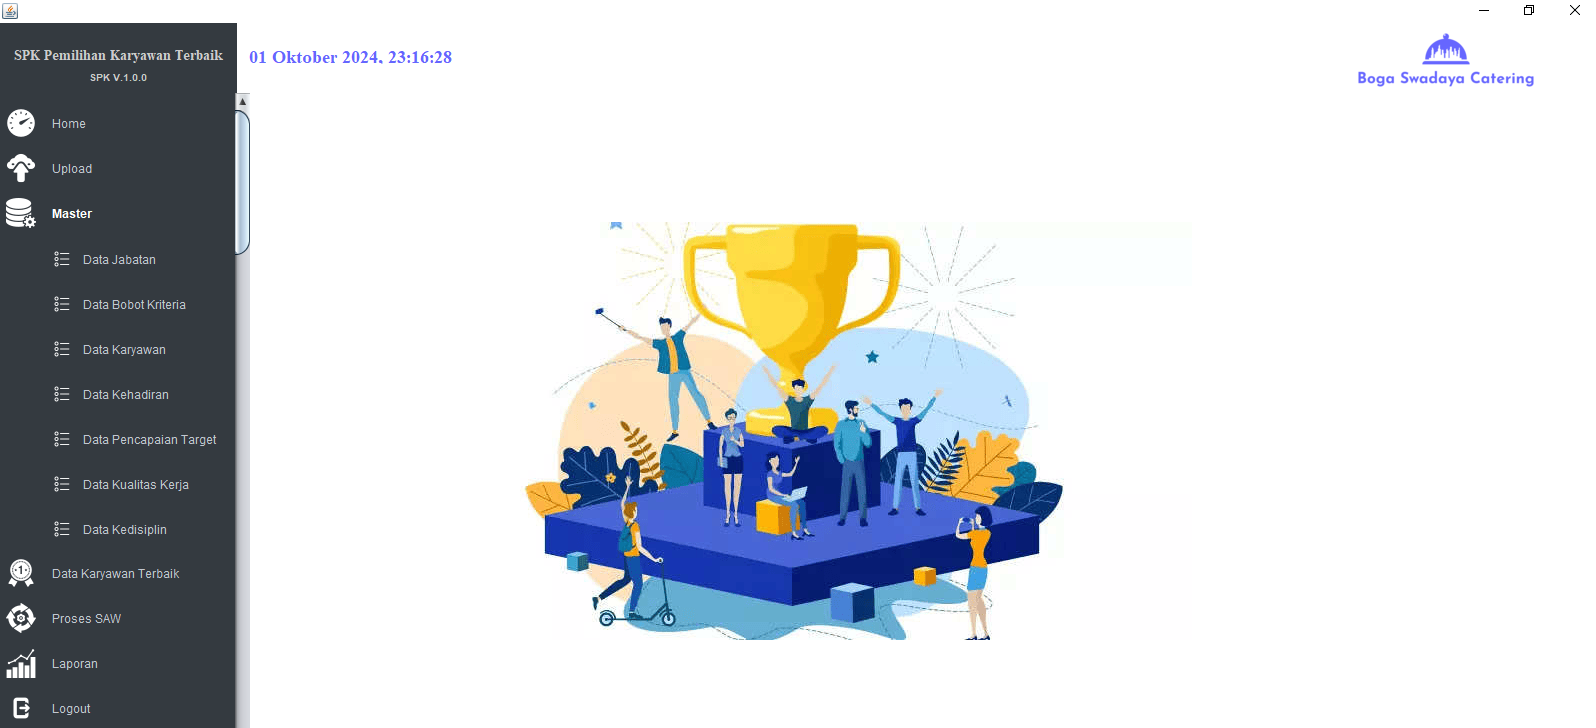 SPK Pemilihan Karyawan Terbaik
SPK V.1.0.0
01 Oktober 2024, 23:16:28
Boga Swadaya Catering
Home
Upload
Master
Data Jabatan
Data Bobot Kriteria
Data Karyawan
Data Kehadiran
Data Pencapaian Target
Data Kualitas Kerja
Data Kedisiplin
1
Data Karyawan Terbaik
Proses SAW
Laporan
Logout